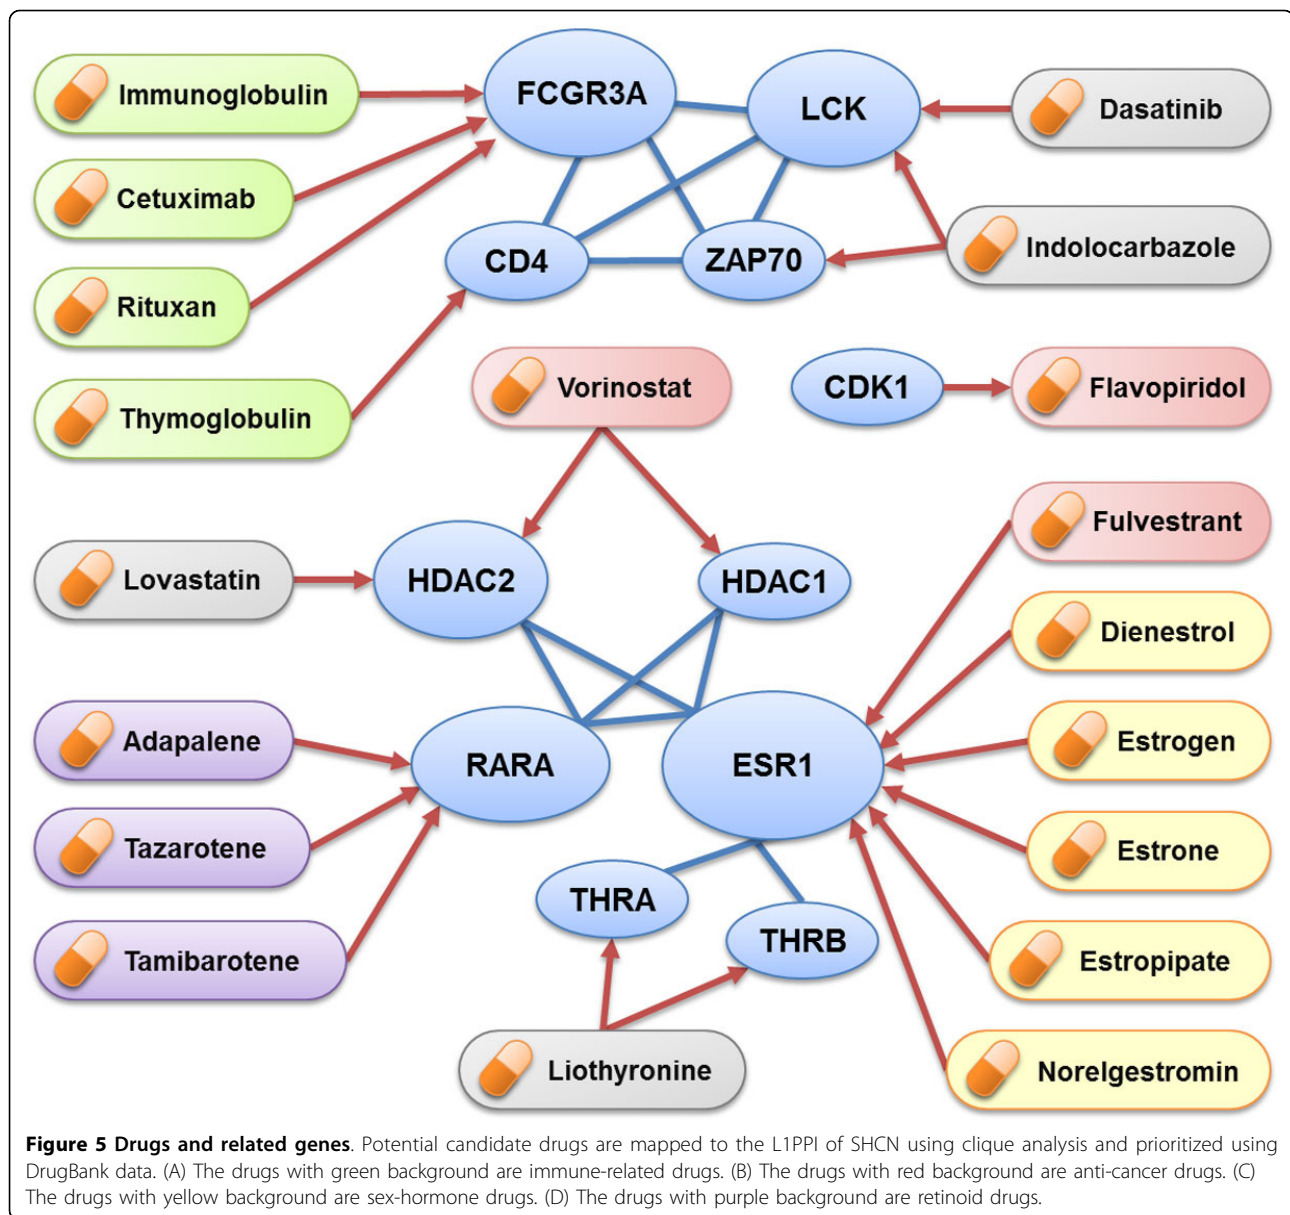 Immunoglobulin
FCGR3A
LCK
Dasatinib
Cetuximab
CD4
ZAP70
Indolocarbazole
Rituxan
Thymoglobulin
Vorinostat
CDK1
Flavopiridol
Fulvestrant
Lovastatin
HDAC2
HDAC1
Dienestrol
Adapalene
RARA
ESR1
Estrogen
Tazarotene
Estrone
THRA
THRB
Tamibarotene
Estropipate
Liothyronine
Norelgestromin
Figure 5 Drugs and related genes. Potential candidate drugs are mapped to the L1PPI of SHCN using clique analysis and prioritized using
DrugBank data. (A) The drugs with green background are immune-related drugs. (B) The drugs with red background are anti-cancer drugs. (C)
The drugs with yellow background are sex-hormone drugs. (D) The drugs with purple background are retinoid drugs.